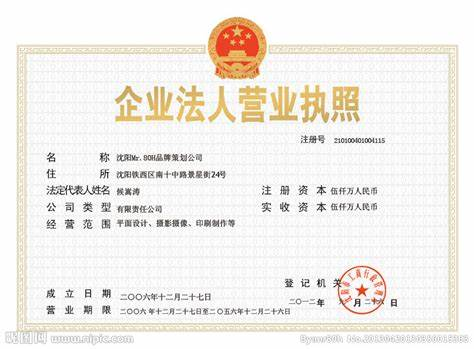 企业法人营业执照
注册号 210100401004115
名称 沈阳Mr.SOH品牌策划公司
住所 沈阳铁西区南十中路景星街24号
法定代表人姓名 候嵩涛 注册资本 伍仟万人民币
公司类型 有限责任公司 实收资本 伍仟万人民币
经营范围 平面设计、摄影摄像、印刷制作等
登记机关
成立日期 二〇〇六年十二月二十七日 二〇一二年六月二十六日
营业期限 二〇〇六年十二月二十七日至二〇五六年十二月二十六日
昵图网
www.nipic.com